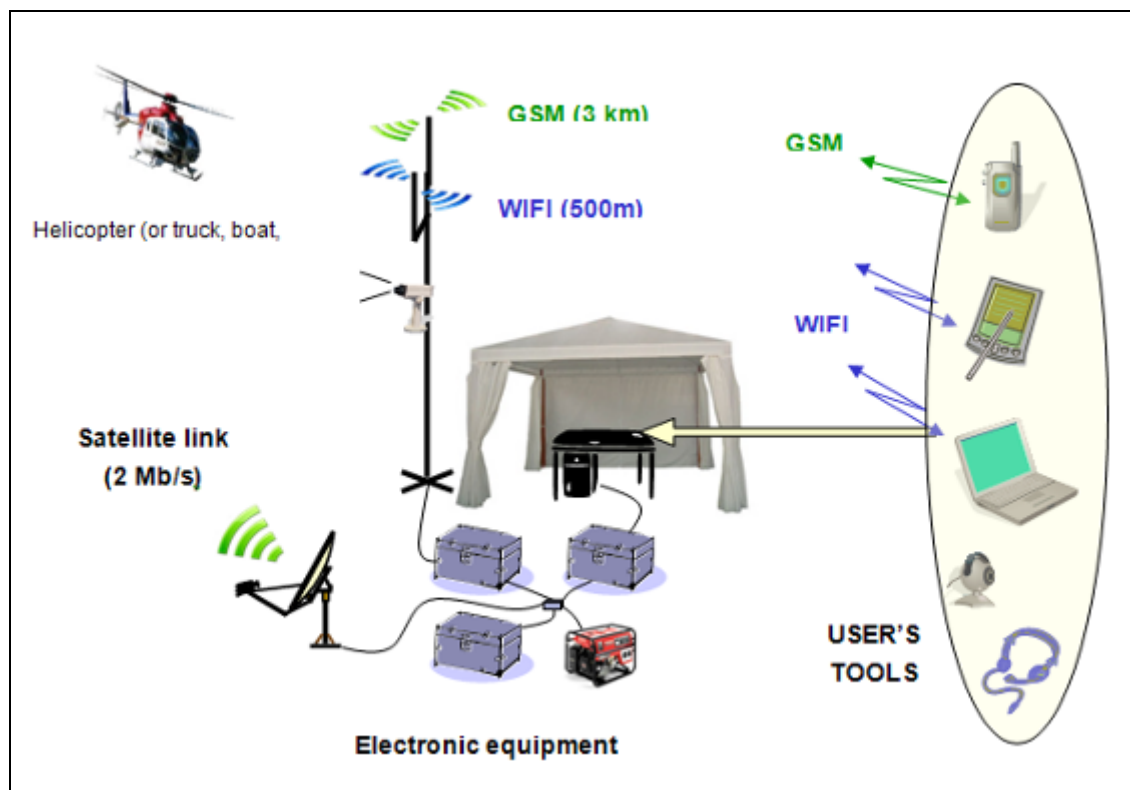 GSM (3 km)
GSM
WIFI (500m)
Helicopter (or truck, boat,
WIFI
Satellite link
(2 Mb/s)
USER'S
TOOLS
Electronic equipment